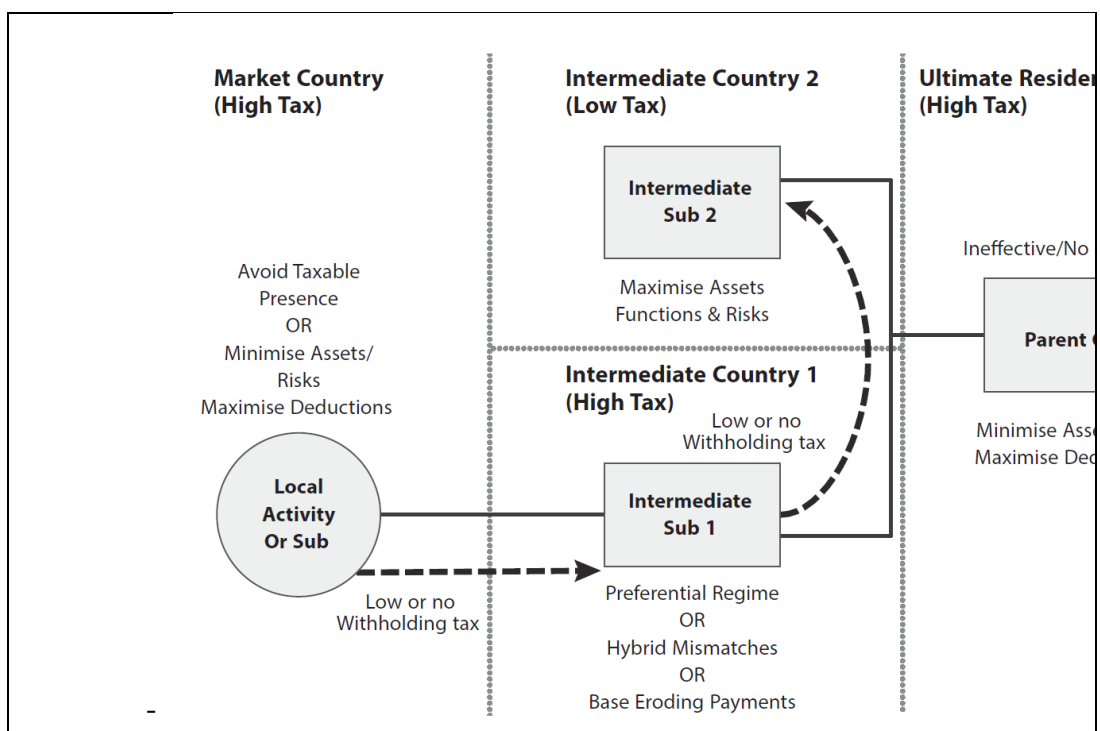 Market Country
(High Tax)
Intermediate Country 2
(Low Tax)
Ultimate
(High Tax)
Intermediate
Sub 2
Avoid Taxable
Presence
OR
Minimise Assets/
Risks
Maximise Deductions
Maximise Assets
Functions & Risks
Ineffective/No
Parent
Intermediate Country 1
(High Tax)
Low or no
Withholding tax
Minimise
Maximise
Local
Activity
Or Sub
Intermediate
Sub 1
Low or no
Withholding tax
Preferential Regime
OR
Hybrid Mismatches
OR
Base Eroding Payments